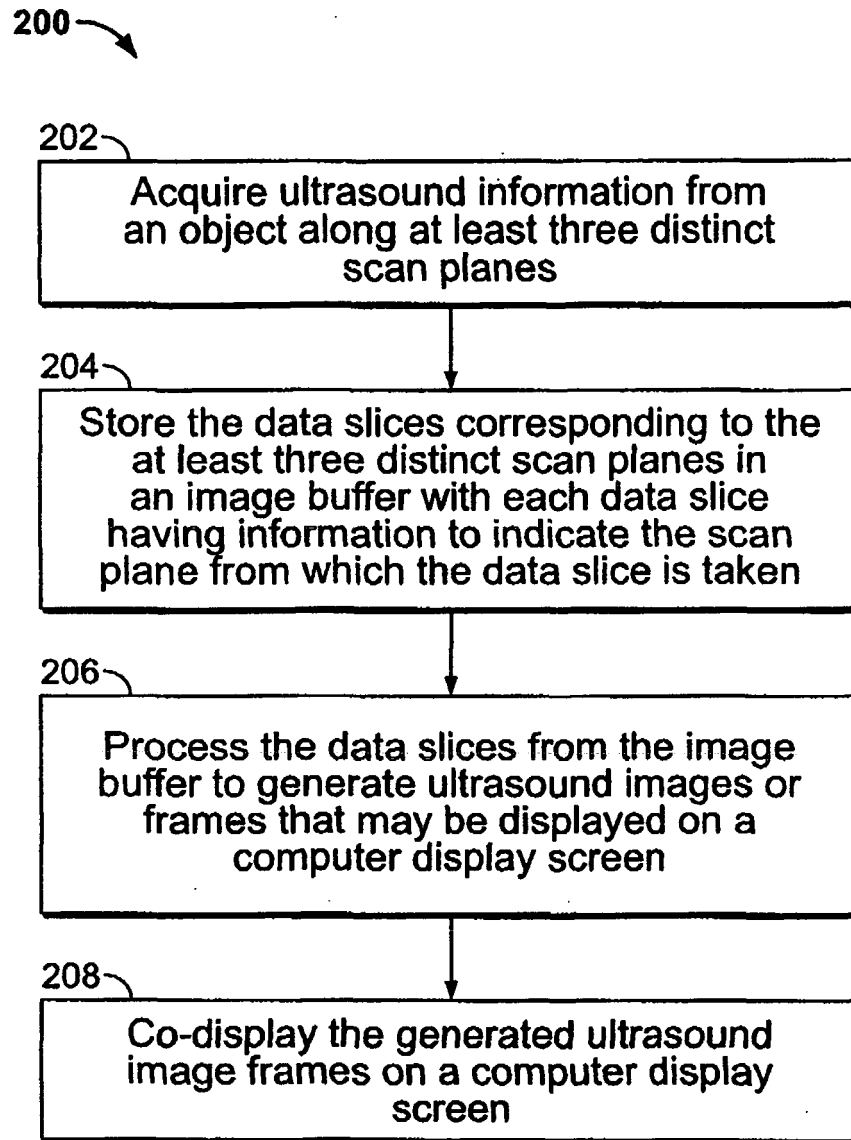 200
202
Acquire ultrasound information from
an object along at least three distinct
scan planes
204
Store the data slices corresponding to the
at least three distinct scan planes in
an image buffer with each data slice
having information to indicate the scan
plane from which the data slice is taken
206
Process the data slices from the image
buffer to generate ultrasound images or
frames that may be displayed on a
computer display screen
208
Co-display the generated ultrasound
image frames on a computer display
screen